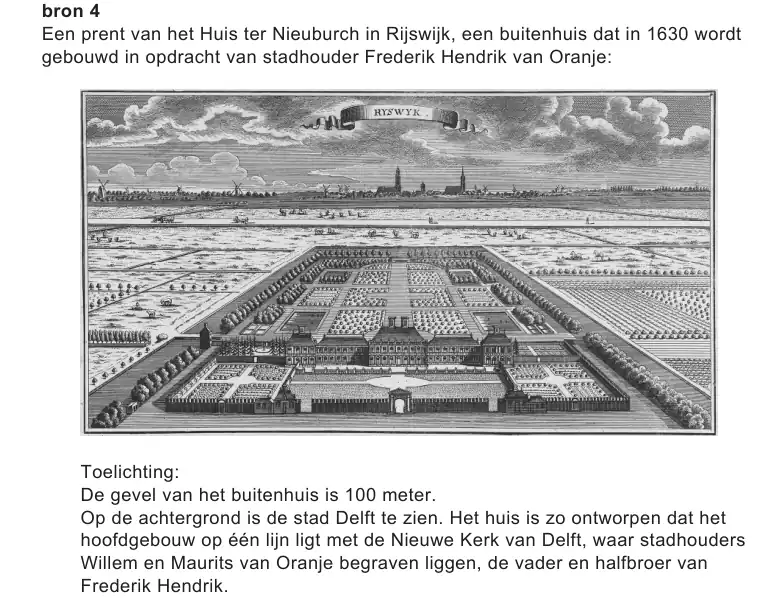 bron 4
Een prent van het Huis ter Nieuburch in Rijswijk, een buitenhuis dat in 1630 wordt
gebouwd in opdracht van stadhouder Frederik Hendrik van Oranje:
RYSWYK.
Toelichting:
De gevel van het buitenhuis is 100 meter.
Op de achtergrond is de stad Delft te zien. Het huis is zo ontworpen dat het
hoofdgebouw op één lijn ligt met de Nieuwe Kerk van Delft, waar stadhouders
Willem en Maurits van Oranje begraven liggen, de vader en halfbroer van
Frederik Hendrik.